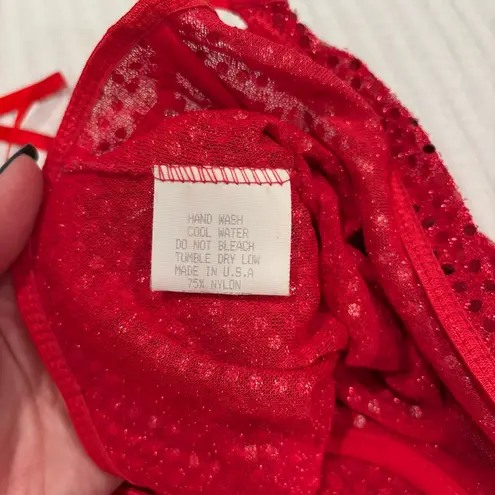 HAND WASH
COOL WATER
DO NOT BLEACH
TUMBLE DRY LOW
MADE IN U.S.A
75% NYLON